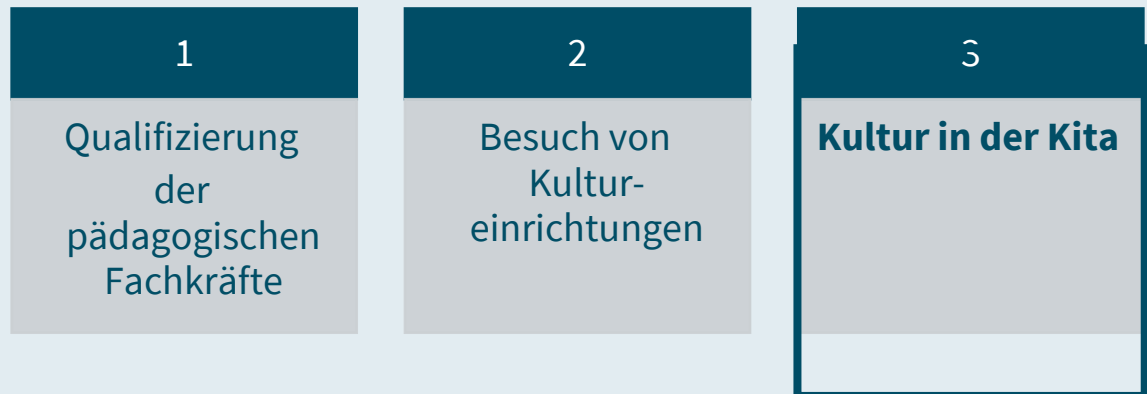 1
Qualifizierung
der
pädagogischen
Fachkräfte
2
Besuch von
Kultur-
einrichtungen
3
Kultur in der Kita